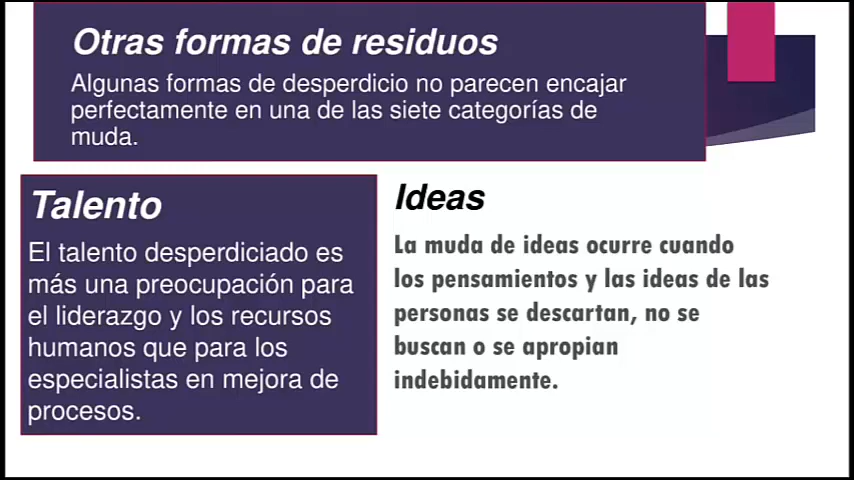 Otras formas de residuos
Algunas formas de desperdicio no parecen encajar
perfectamente en una de las siete categorías de
muda.
Talento
El talento desperdiciado es
más una preocupación para
el liderazgo y los recursos
humanos que para los
especialistas en mejora de
procesos.
Ideas
La muda de ideas ocurre cuando
los pensamientos y las ideas de las
personas se descartan, no se
buscan o se apropian
indebidamente.